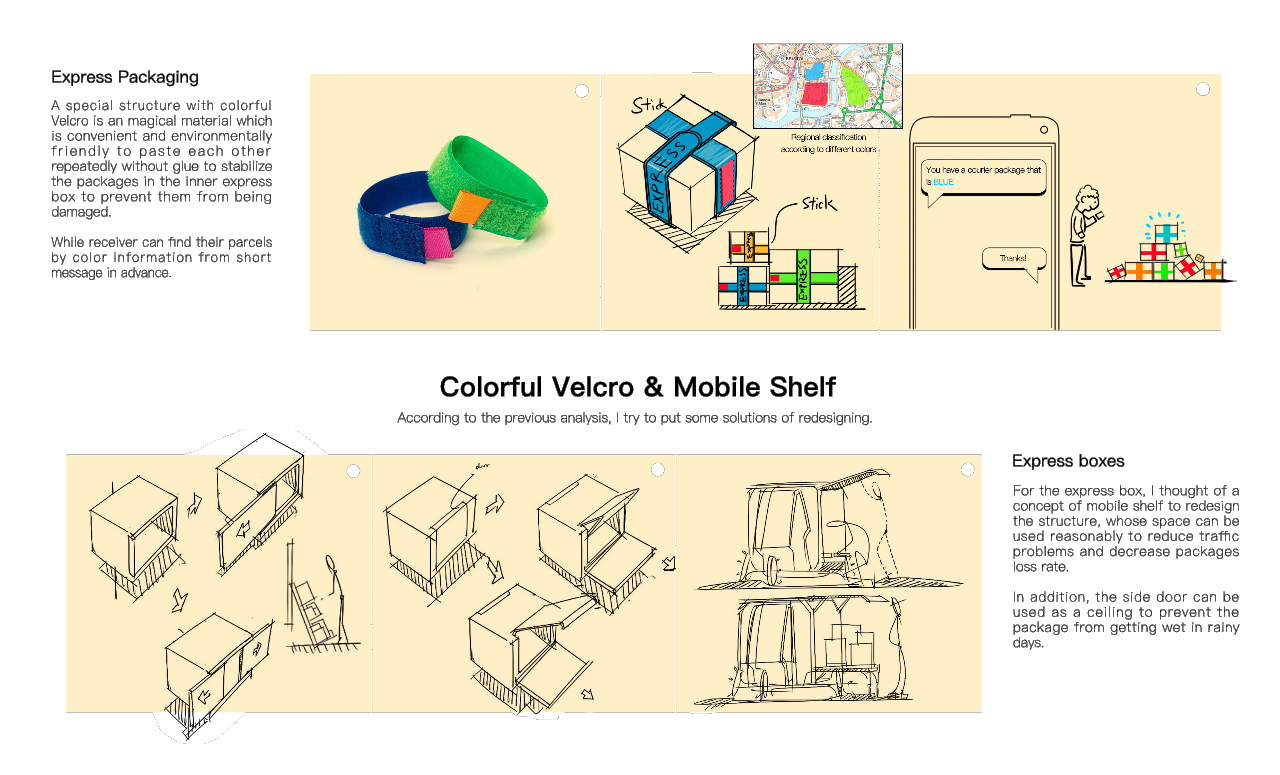 Express Packaging
A special structure with colorful
Velcro is an magical material which
is convenient and environmentally
friendly to paste each other
repeatedly without glue to stabilize
the packages in the inner express
box to prevent them from being
damaged.
While receiver can find their parcels
by color information from short
message in advance.
Stick
EXPRESS
EXPRESS
Regional classification
according to different colors
Stick
EXPRESS
EXPRESS
EXPRESS
You have a courier package that
is BLUE
Thanks!
Colorful Velcro & Mobile Shelf
According to the previous analysis, I try to put some solutions of redesigning.
door
Express boxes
For the express box, I thought of a
concept of mobile shelf to redesign
the structure, whose space can be
used reasonably to reduce traffic
problems and decrease packages
loss rate.
In addition, the side door can be
used as a ceiling to prevent the
package from getting wet in rainy
days.